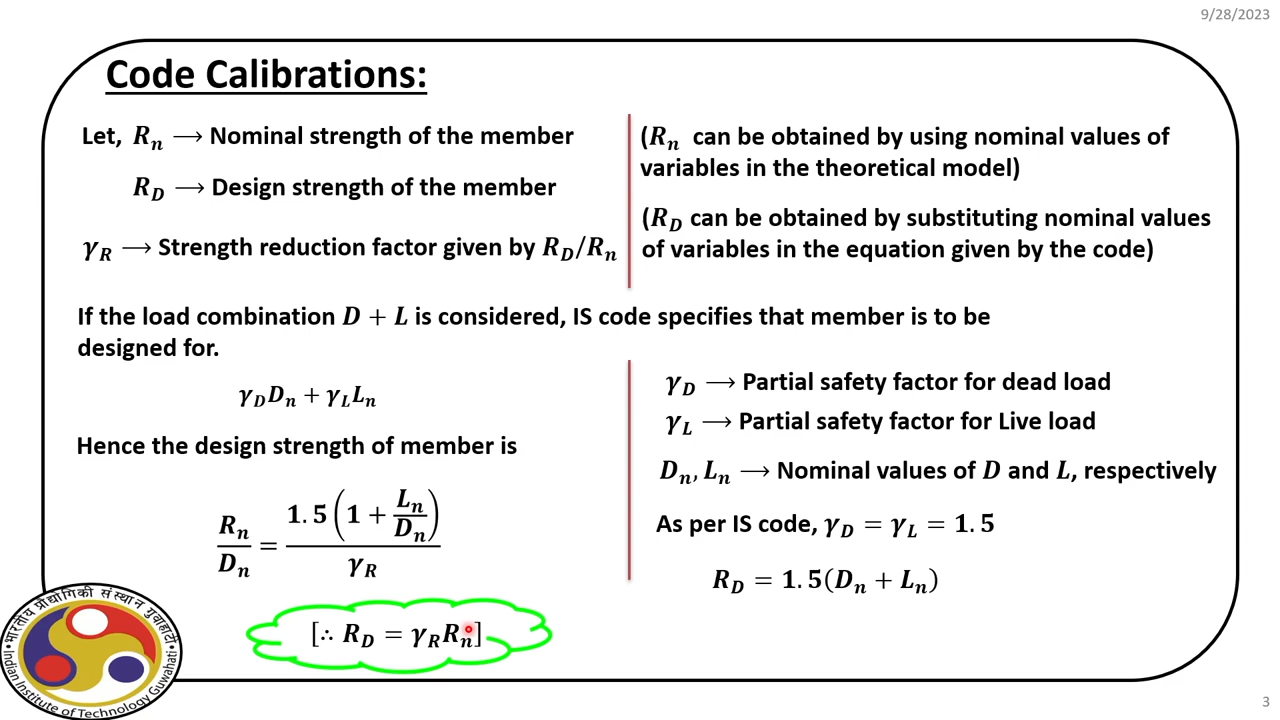 9/28/2023
Code Calibrations:
Let, Rₙ ⟶ Nominal strength of the member
R_D ⟶ Design strength of the member
γ_R ⟶ Strength reduction factor given by R_D/Rₙ
(Rₙ can be obtained by using nominal values of
variables in the theoretical model)
(R_D can be obtained by substituting nominal values
of variables in the equation given by the code)
If the load combination D + L is considered, IS code specifies that member is to be
designed for.
γ_D Dₙ + γ_L Lₙ
Hence the design strength of member is
Rₙ/Dₙ = 1.5(1 + Lₙ/Dₙ)/γ_R
[∴ R_D = γ_R Rₙ]
γ_D ⟶ Partial safety factor for dead load
γ_L ⟶ Partial safety factor for Live load
Dₙ, Lₙ ⟶ Nominal values of D and L, respectively
As per IS code, γ_D = γ_L = 1.5
R_D = 1.5(Dₙ + Lₙ)
भारतीय प्रौद्योगिकी संस्थान गुवाहाटी
Indian Institute of Technology Guwahati
3